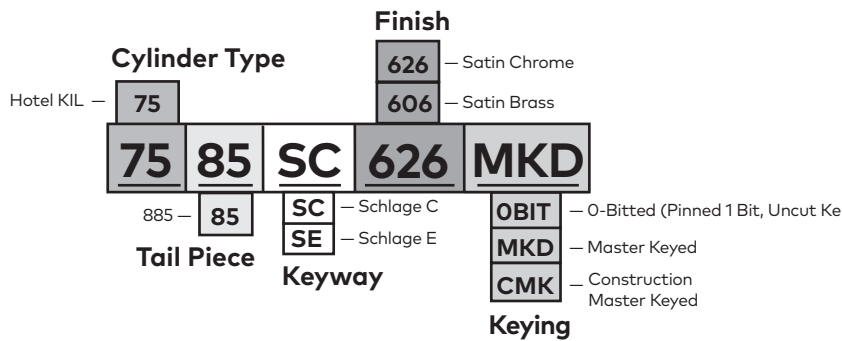 Finish
Cylinder Type
626 — Satin Chrome
Hotel KIL — 75
606 — Satin Brass
75 85 SC 626 MKD
885 — 85
SC — Schlage C
SE — Schlage E
0BIT — 0-Bitted (Pinned 1 Bit, Uncut Ke
MKD — Master Keyed
CMK — Construction
Master Keyed
Tail Piece
Keyway
Keying